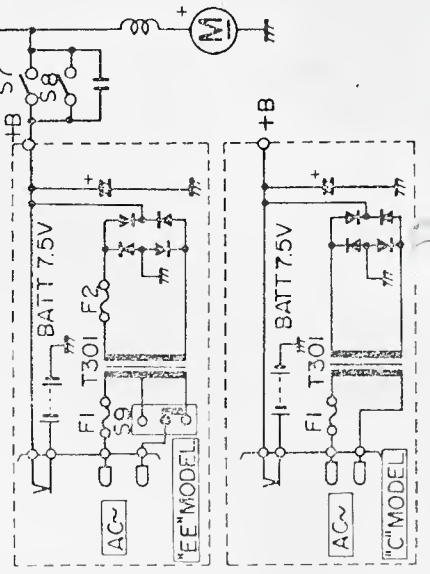 S7
S8
+
M
+B
BATT 7.5V
+
T301
F2
F1
S9
AC~
"EE" MODEL
+B
BATT 7.5V
+
T301
F1
AC~
"C" MODEL